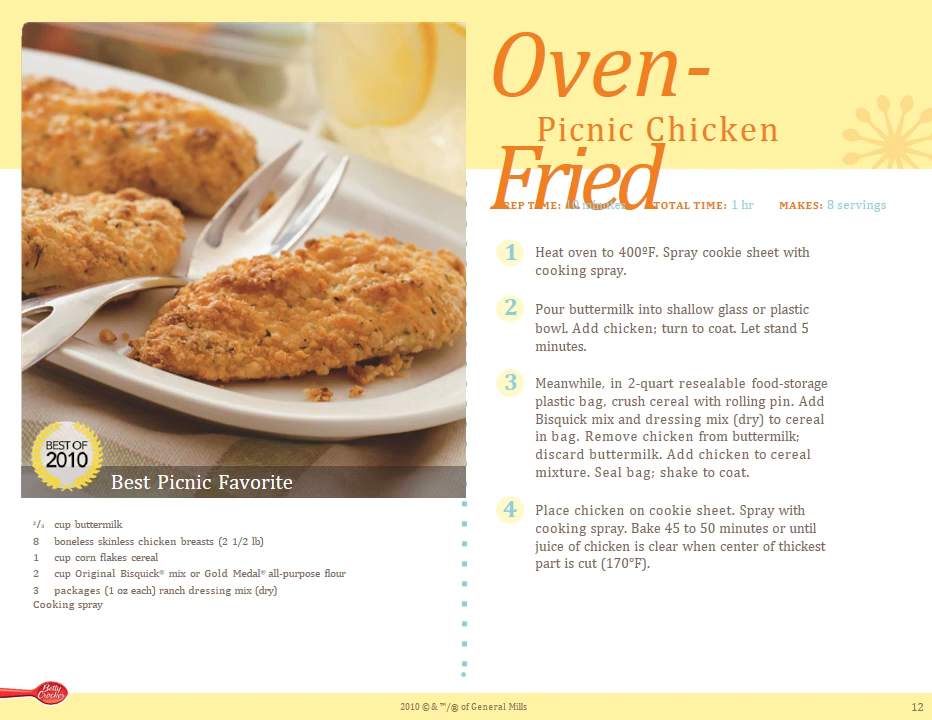 Oven-
Fried
Picnic Chicken
PREP TIME: 10 minutes TOTAL TIME: 1 hr MAKES: 8 servings
1 Heat oven to 400ºF. Spray cookie sheet with
cooking spray.
2 Pour buttermilk into shallow glass or plastic
bowl. Add chicken; turn to coat. Let stand 5
minutes.
3 Meanwhile, in 2-quart resealable food-storage
plastic bag, crush cereal with rolling pin. Add
Bisquick mix and dressing mix (dry) to cereal
in bag. Remove chicken from buttermilk;
discard buttermilk. Add chicken to cereal
mixture. Seal bag; shake to coat.
4 Place chicken on cookie sheet. Spray with
cooking spray. Bake 45 to 50 minutes or until
juice of chicken is clear when center of thickest
part is cut (170°F).
BEST OF
2010
Best Picnic Favorite
cup buttermilk
8 boneless skinless chicken breasts (2 1/2 lb)
1 cup corn flakes cereal
2 cup Original Bisquick® mix or Gold Medal® all-purpose flour
3 packages (1 oz each) ranch dressing mix (dry)
Cooking spray
Betty
Crocker
2010 © & ™/® of General Mills
12